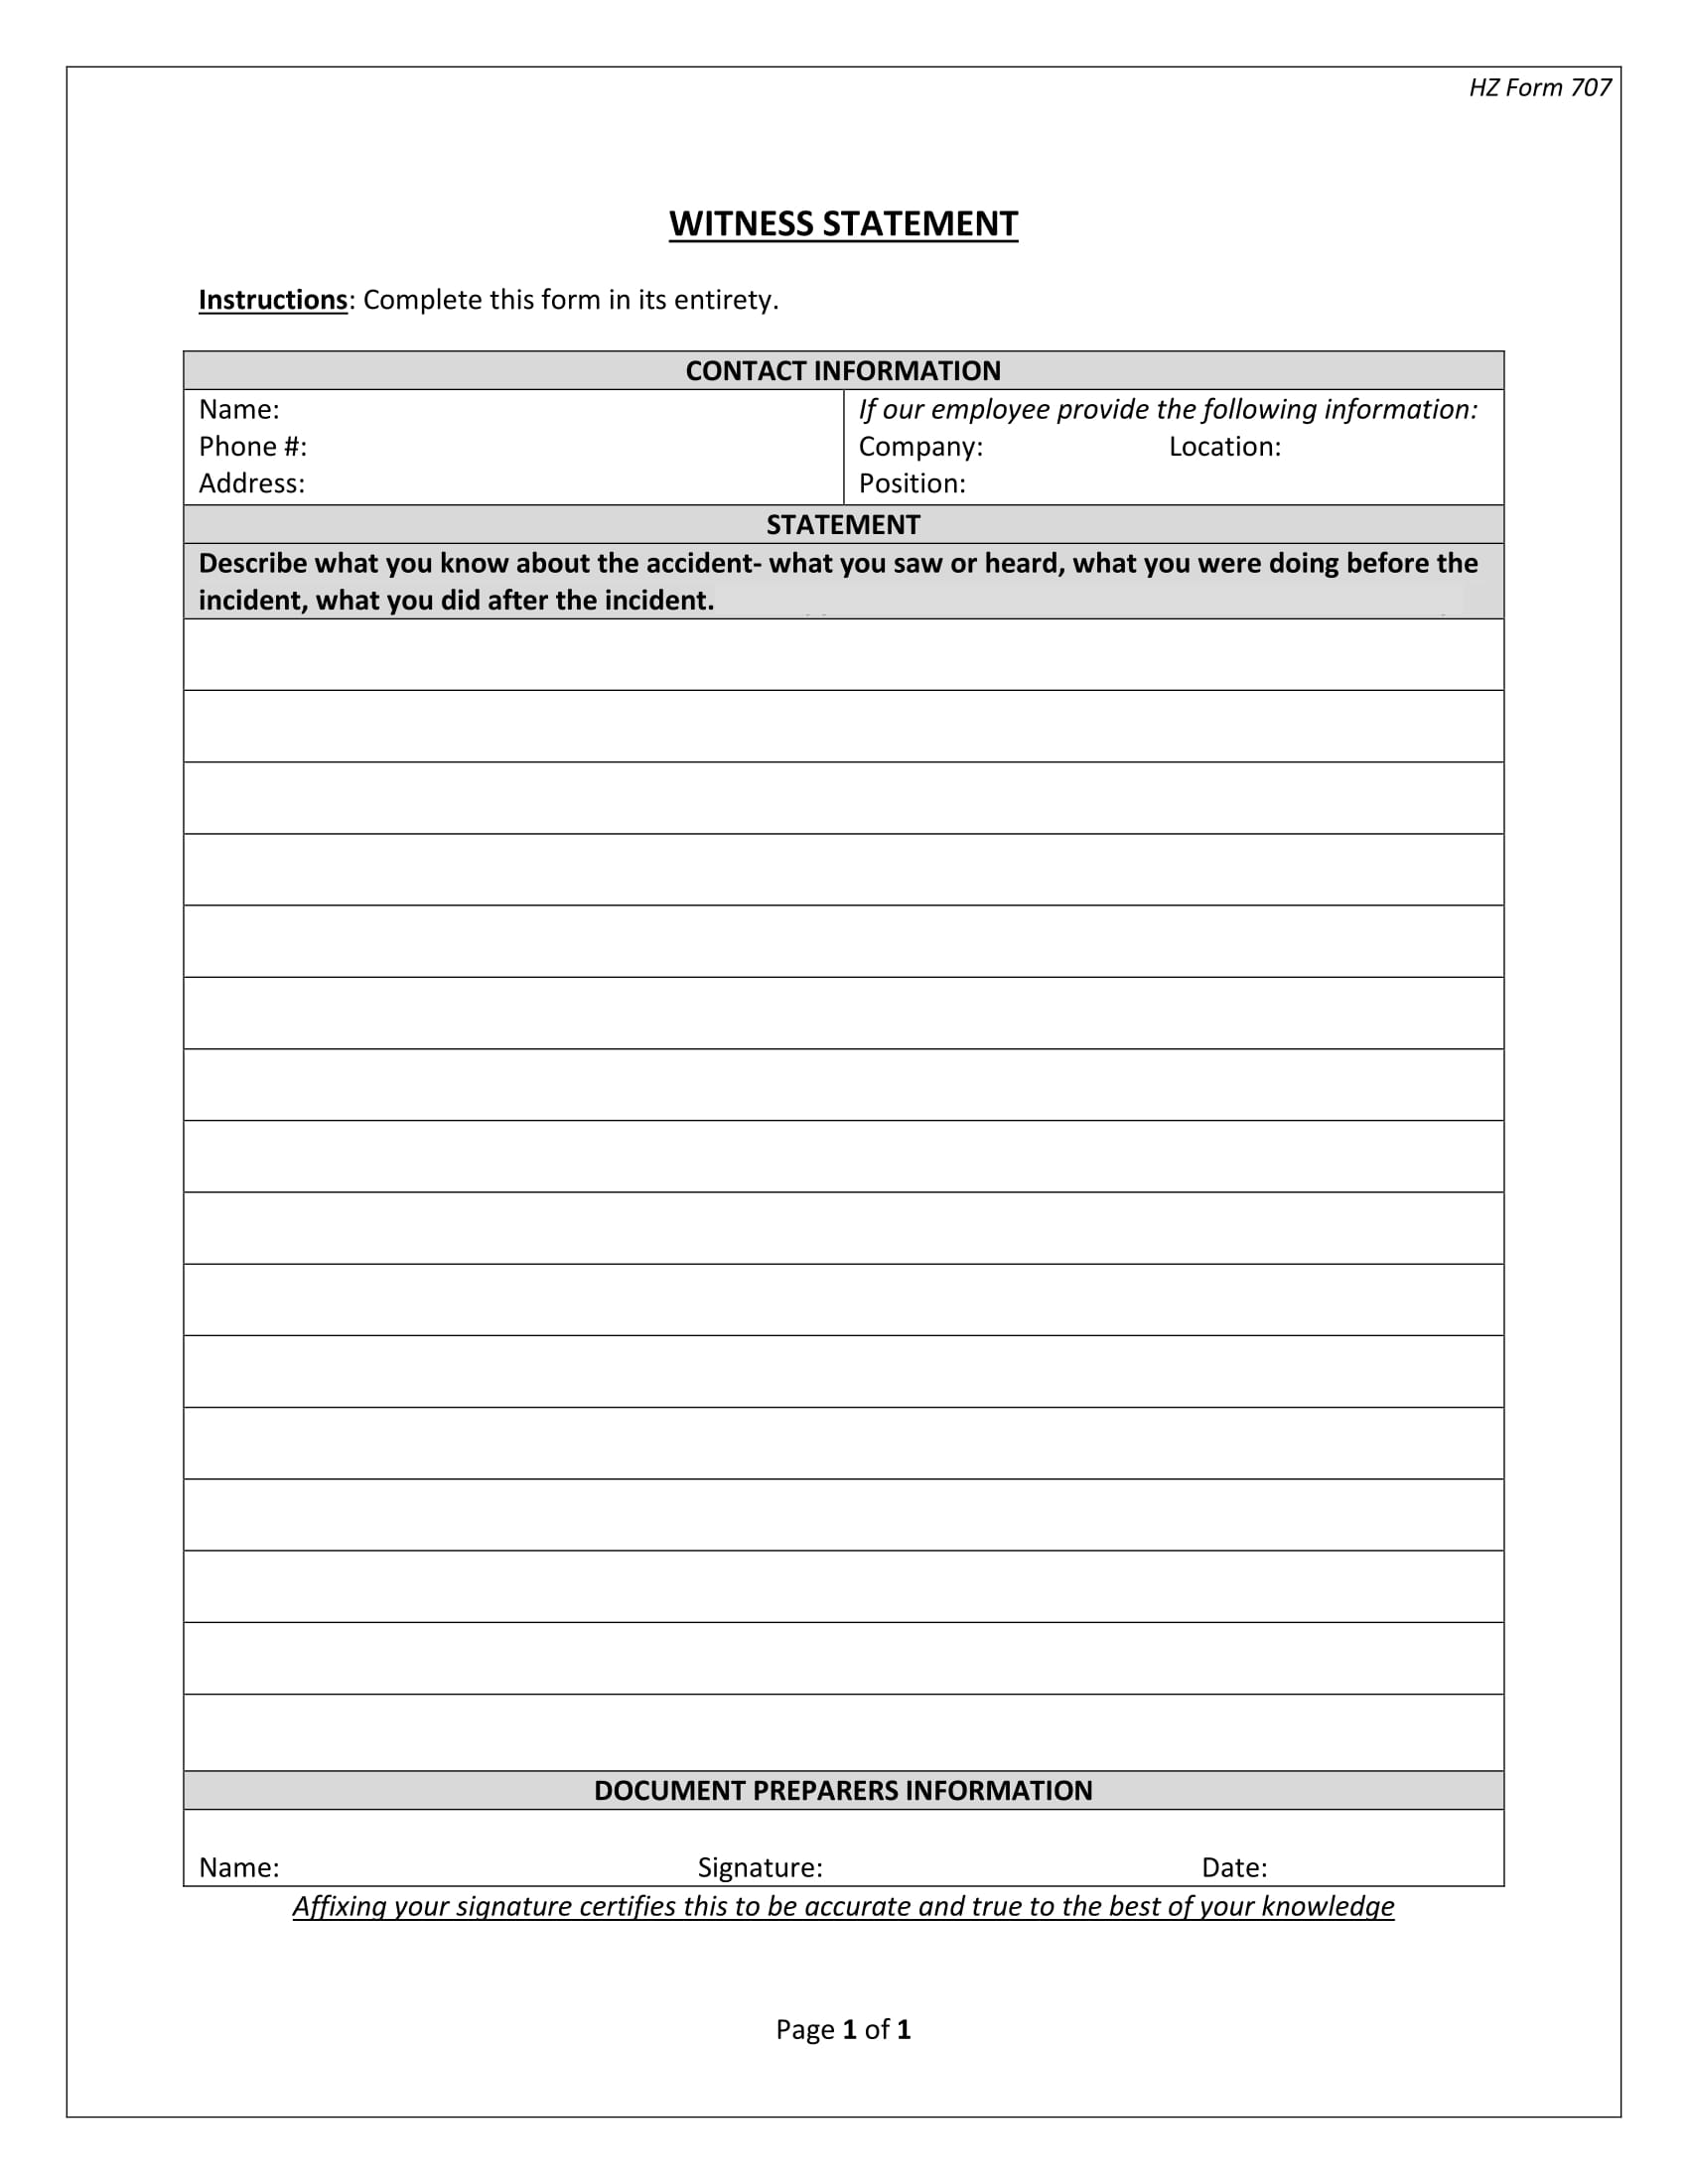 HZ Form 707
WITNESS STATEMENT
Instructions: Complete this form in its entirety.
CONTACT INFORMATION
Name:
Phone #:
Address:
If our employee provide the following information:
Company: Location:
Position:
STATEMENT
Describe what you know about the accident- what you saw or heard, what you were doing before the
incident, what you did after the incident.
DOCUMENT PREPARERS INFORMATION
Name: Signature: Date:
Affixing your signature certifies this to be accurate and true to the best of your knowledge
Page 1 of 1